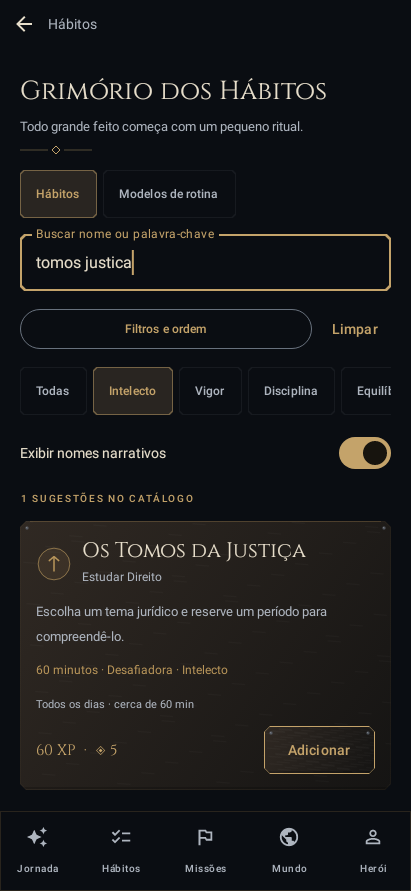 Hábitos
Grimório dos Hábitos
Todo grande feito começa com um pequeno ritual.
Hábitos
Modelos de rotina
Buscar nome ou palavra-chave
tomos justica
Filtros e ordem
Limpar
Todas
Intelecto
Vigor
Disciplina
Equilíb
Exibir nomes narrativos
1 SUGESTÕES NO CATÁLOGO
Os Tomos da Justiça
Estudar Direito
Escolha um tema jurídico e reserve um período para
compreendê-lo.
60 minutos · Desafiadora · Intelecto
Todos os dias · cerca de 60 min
60 XP · 5
Adicionar
Jornada
Hábitos
Missões
Mundo
Herói